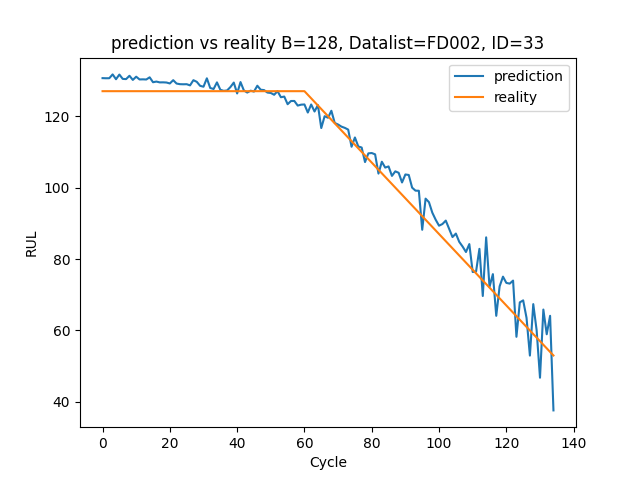 prediction vs reality B=128, Datalist=FD002, ID=33
prediction
reality
120
100
80
60
40
RUL
0 20 40 60 80 100 120 140
Cycle